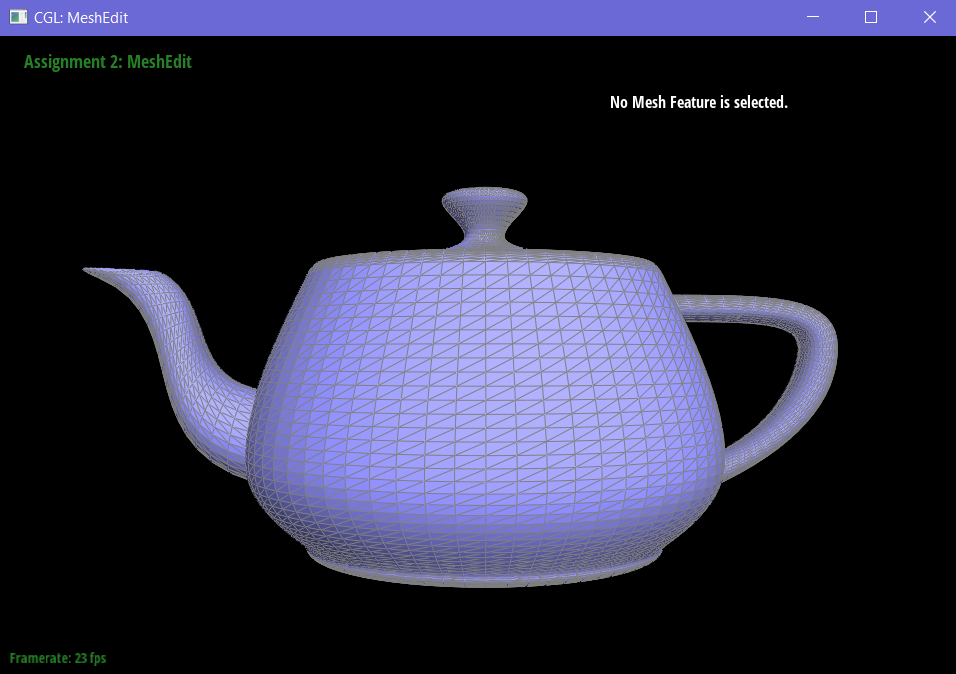 CGL: MeshEdit
Assignment 2: MeshEdit
No Mesh Feature is selected.
Framerate: 23 fps